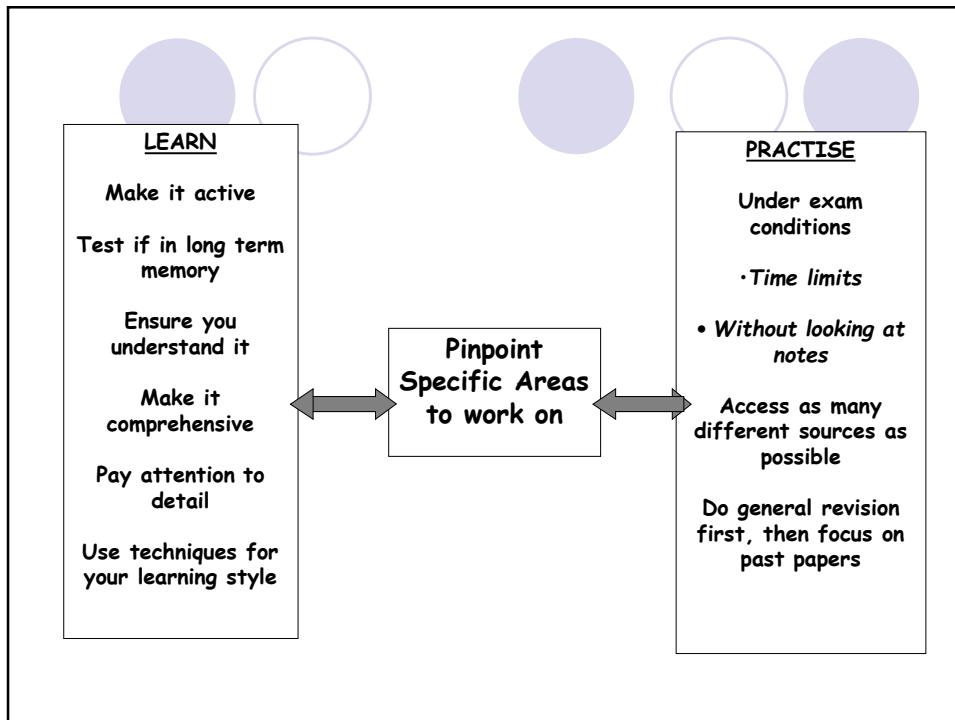 LEARN
Make it active
Test if in long term
memory
Ensure you
understand it
Make it
comprehensive
Pay attention to
detail
Use techniques for
your learning style
Pinpoint
Specific Areas
to work on
PRACTISE
Under exam
conditions
•Time limits
• Without looking at
notes
Access as many
different sources as
possible
Do general revision
first, then focus on
past papers